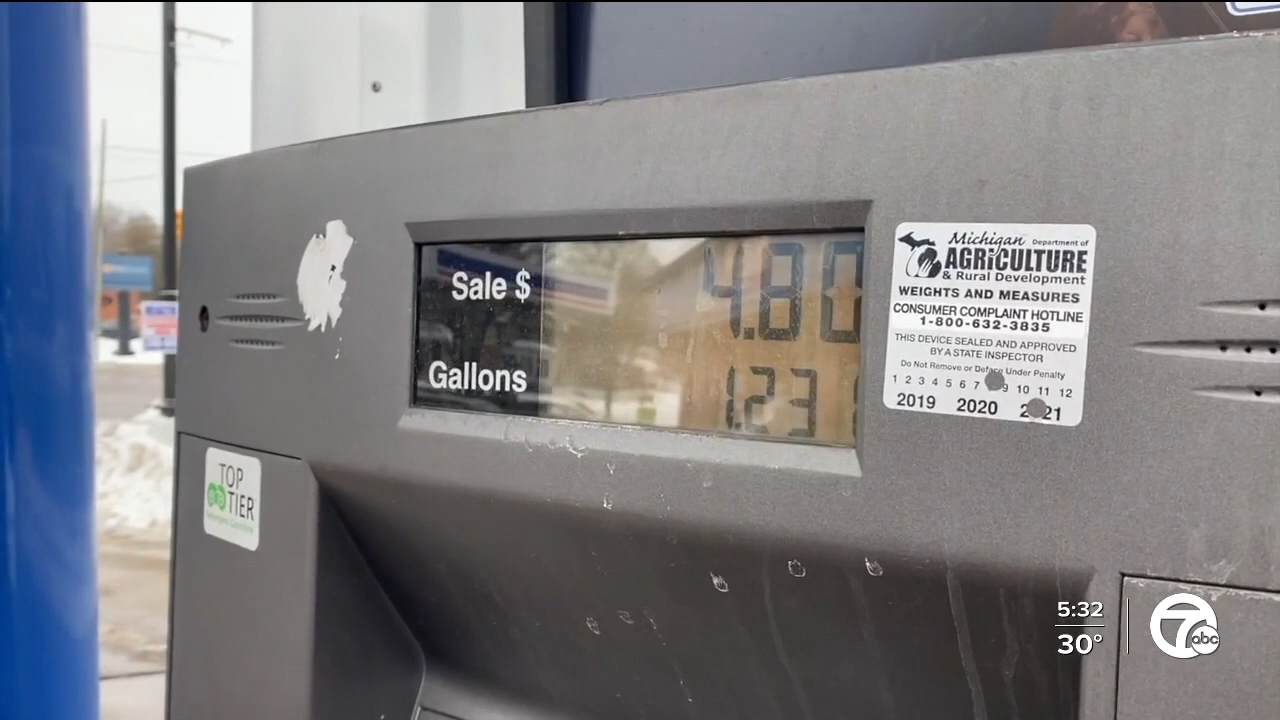 Sale $ 4.80
Gallons 1.23
Michigan Department of
AGRICULTURE
& Rural Development
WEIGHTS AND MEASURES
CONSUMER COMPLAINT HOTLINE
1-800-632-3835
THIS DEVICE SEALED AND APPROVED
BY A STATE INSPECTOR
Do Not Remove or Deface Under Penalty
1 2 3 4 5 6 7 9 10 11 12
2019 2020 2021
TOP
TIER
5:32
30°
7 abc